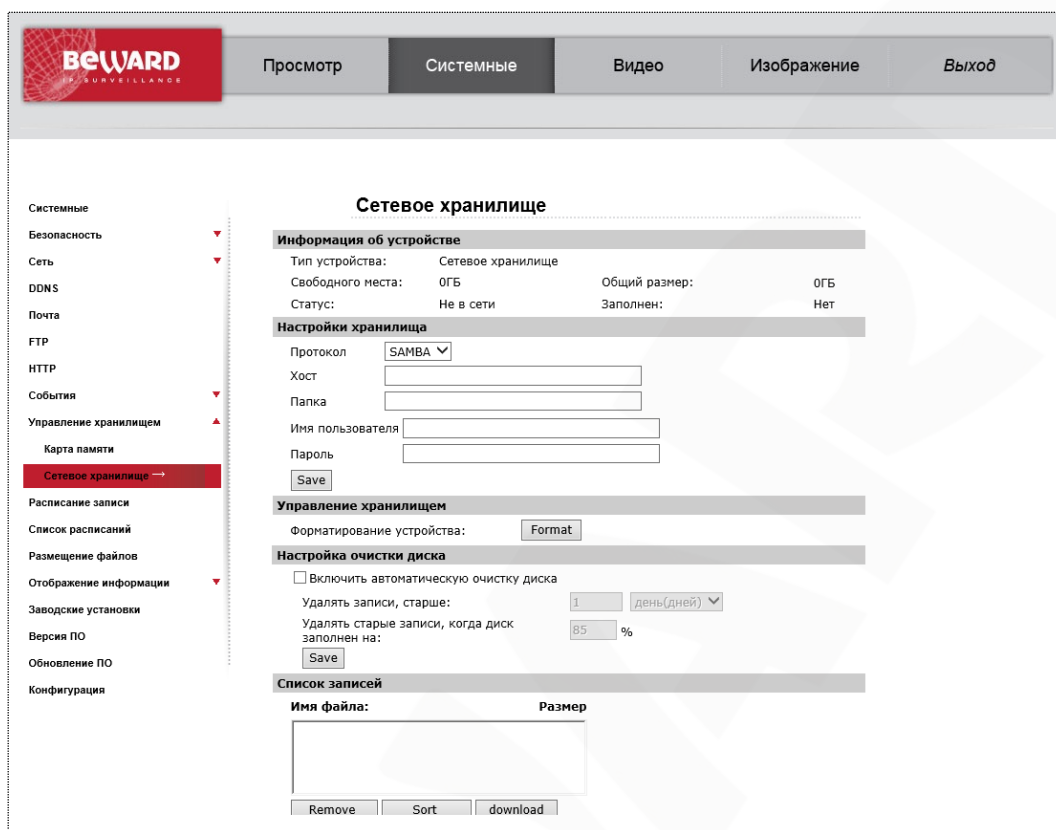 BEWARD
IP SURVEILLANCE
Просмотр
Системные
Видео
Изображение
Выход
Системные
Безопасность
Сеть
DDNS
Почта
FTP
HTTP
События
Управление хранилищем
Карта памяти
Сетевое хранилище →
Расписание записи
Список расписаний
Размещение файлов
Отображение информации
Заводские установки
Версия ПО
Обновление ПО
Конфигурация
Сетевое хранилище
Информация об устройстве
Тип устройства: Сетевое хранилище
Свободного места: 0ГБ Общий размер: 0ГБ
Статус: Не в сети Заполнен: Нет
Настройки хранилища
Протокол SAMBA
Хост
Папка
Имя пользователя
Пароль
Save
Управление хранилищем
Форматирование устройства: Format
Настройка очистки диска
Включить автоматическую очистку диска
Удалять записи, старше: 1 день(дней)
Удалять старые записи, когда диск
заполнен на: 85 %
Save
Список записей
Имя файла: Размер
Remove Sort download